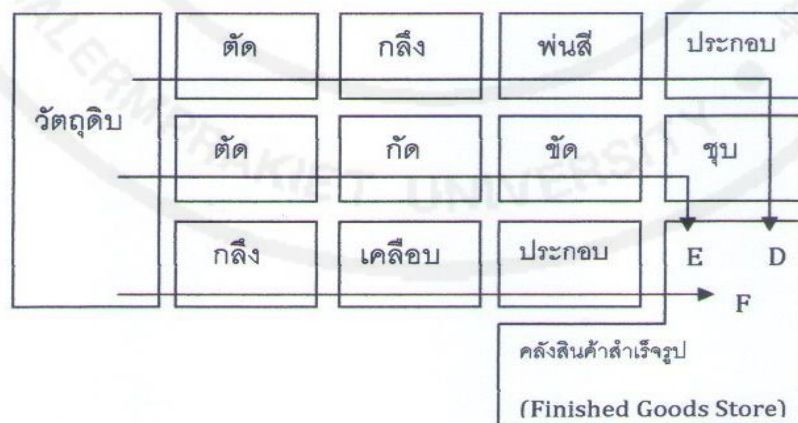 ตัด กลึง พ่นสี ประกอบ
วัตถุดิบ
ตัด กัด ขัด ชุบ
กลึง เคลือบ ประกอบ E D
F
คลังสินค้าสำเร็จรูป
(Finished Goods Store)
ALERMPRAKIET UNIVERSITY